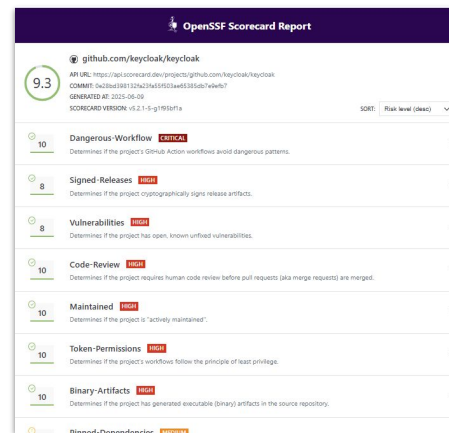 OpenSSF Scorecard Report
github.com/keycloak/keycloak
9.3
API URL: https://api.scorecard.dev/projects/github.com/keycloak/keycloak
COMMIT:
GENERATED AT: 2025-06-09
SCORECARD VERSION: v5.2.1-5-g1f95bf1a
SORT: Risk level (desc)
10
Dangerous-Workflow CRITICAL
Determines if the project's GitHub Action workflows avoid dangerous patterns.
8
Signed-Releases HIGH
Determines if the project cryptographically signs release artifacts.
8
Vulnerabilities HIGH
Determines if the project has open, known unfixed vulnerabilities.
10
Code-Review HIGH
Determines if the project requires human code review before pull requests (aka merge requests) are merged.
10
Maintained HIGH
Determines if the project is "actively maintained".
10
Token-Permissions HIGH
Determines if the project's workflows follow the principle of least privilege.
10
Binary-Artifacts HIGH
Determines if the project has generated executable (binary) artifacts in the source repository.
Pinned-Dependencies MEDIUM